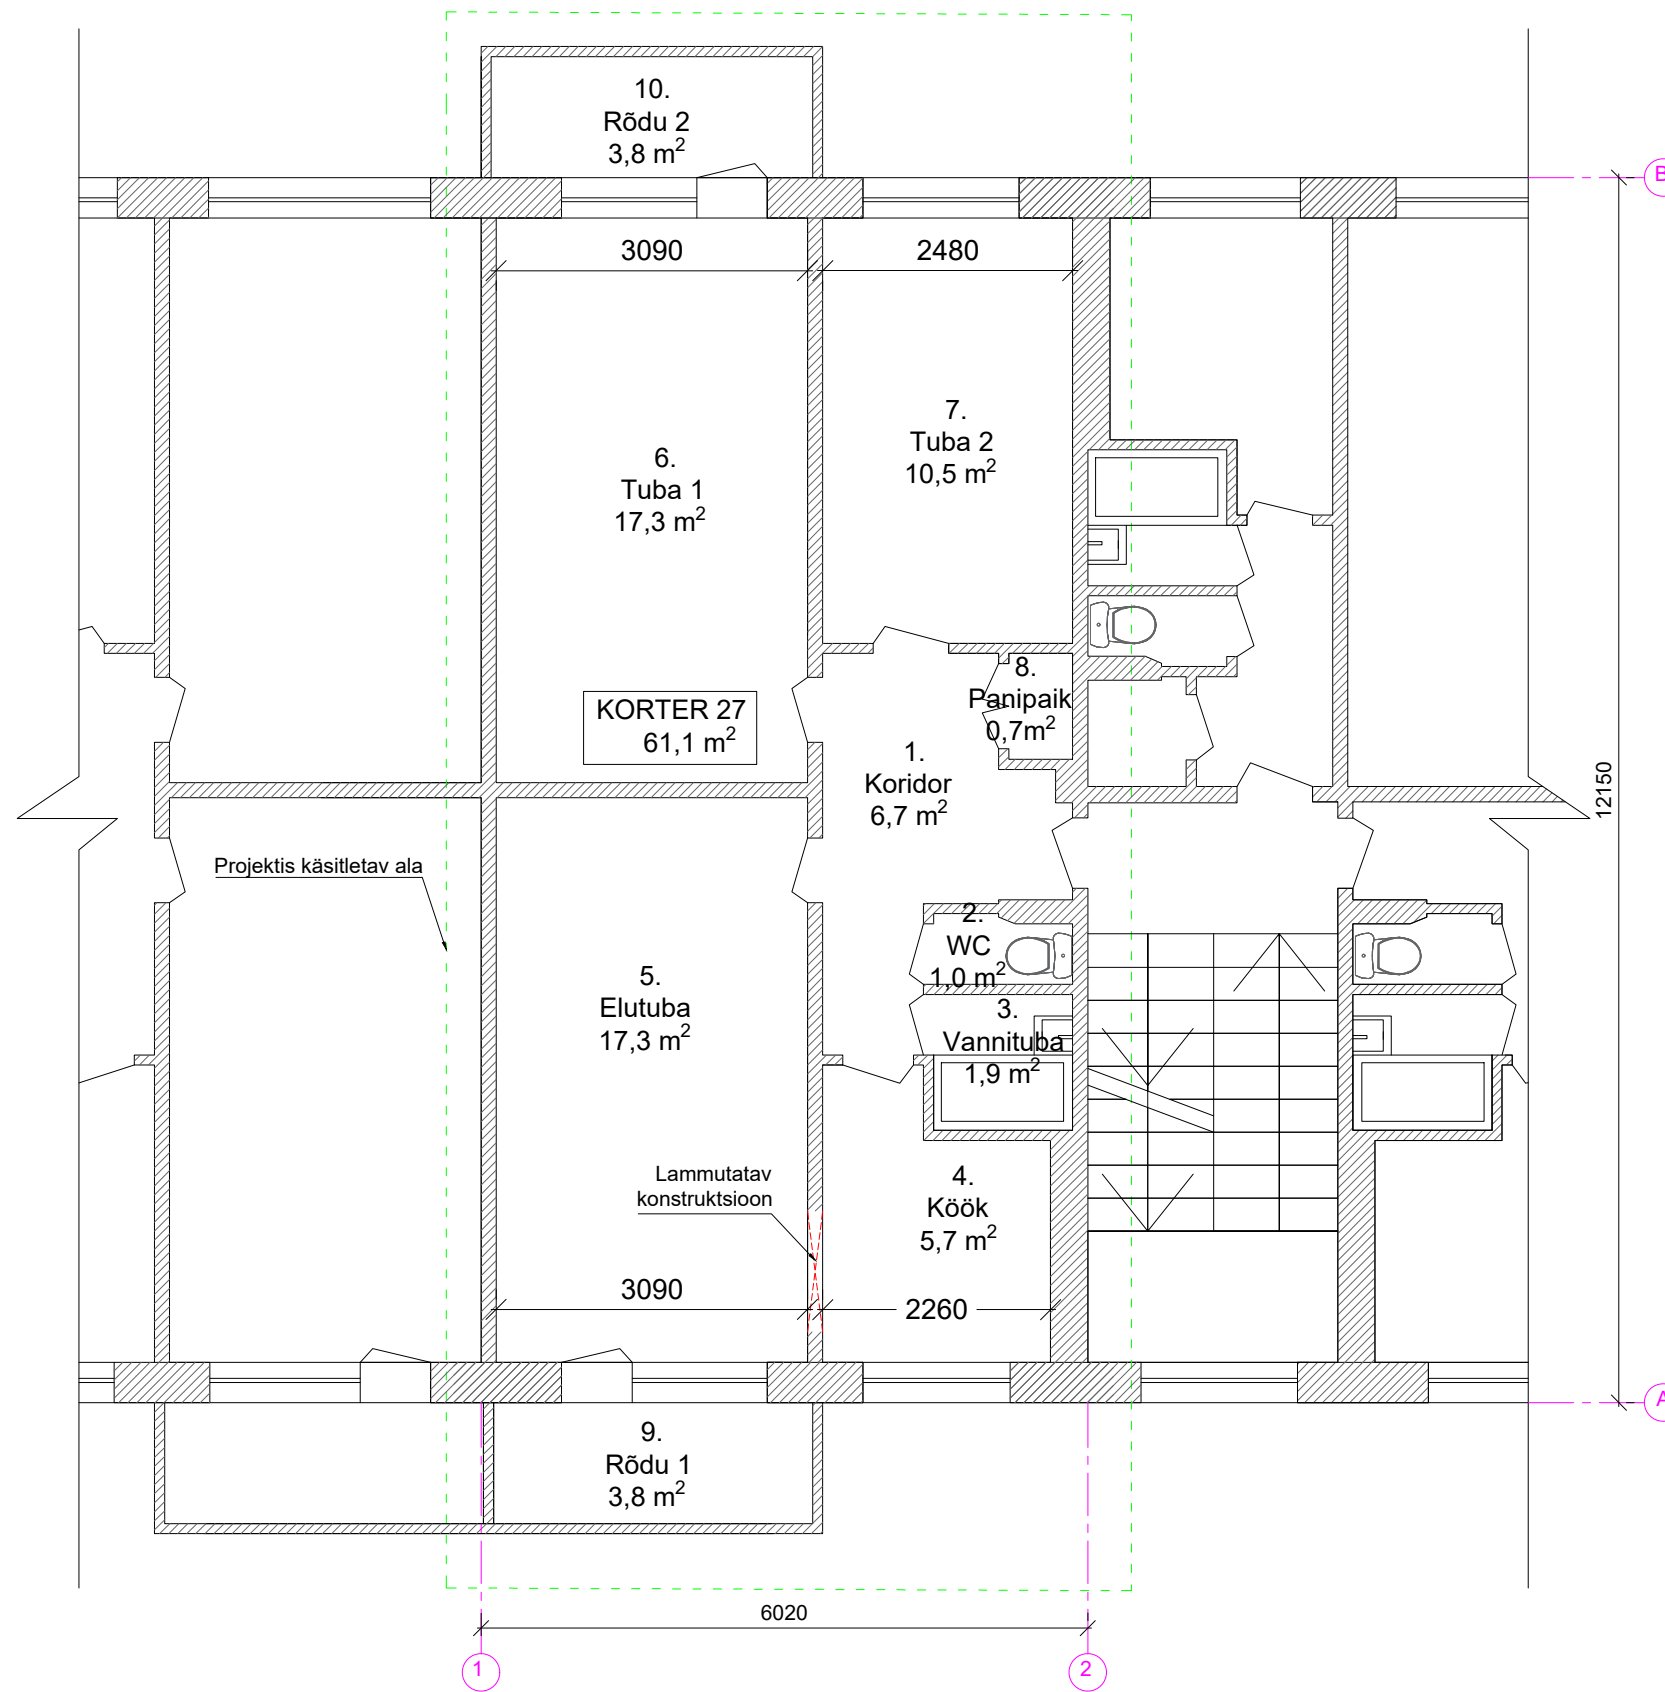 10.
Rõdu 2
3,8 m²
B
3090
2480
7.
Tuba 2
10,5 m²
6.
Tuba 1
17,3 m²
8.
Panipaik
0,7m²
KORTER 27
61,1 m²
1.
Koridor
6,7 m²
12150
Projektis käsitletav ala
2.
WC
1,0 m²
5.
Elutuba
17,3 m²
3.
Vannituba
1,9 m²
Lammutatav
konstruktsioon
4.
Köök
5,7 m²
3090
2260
A
9.
Rõdu 1
3,8 m²
6020
1
2